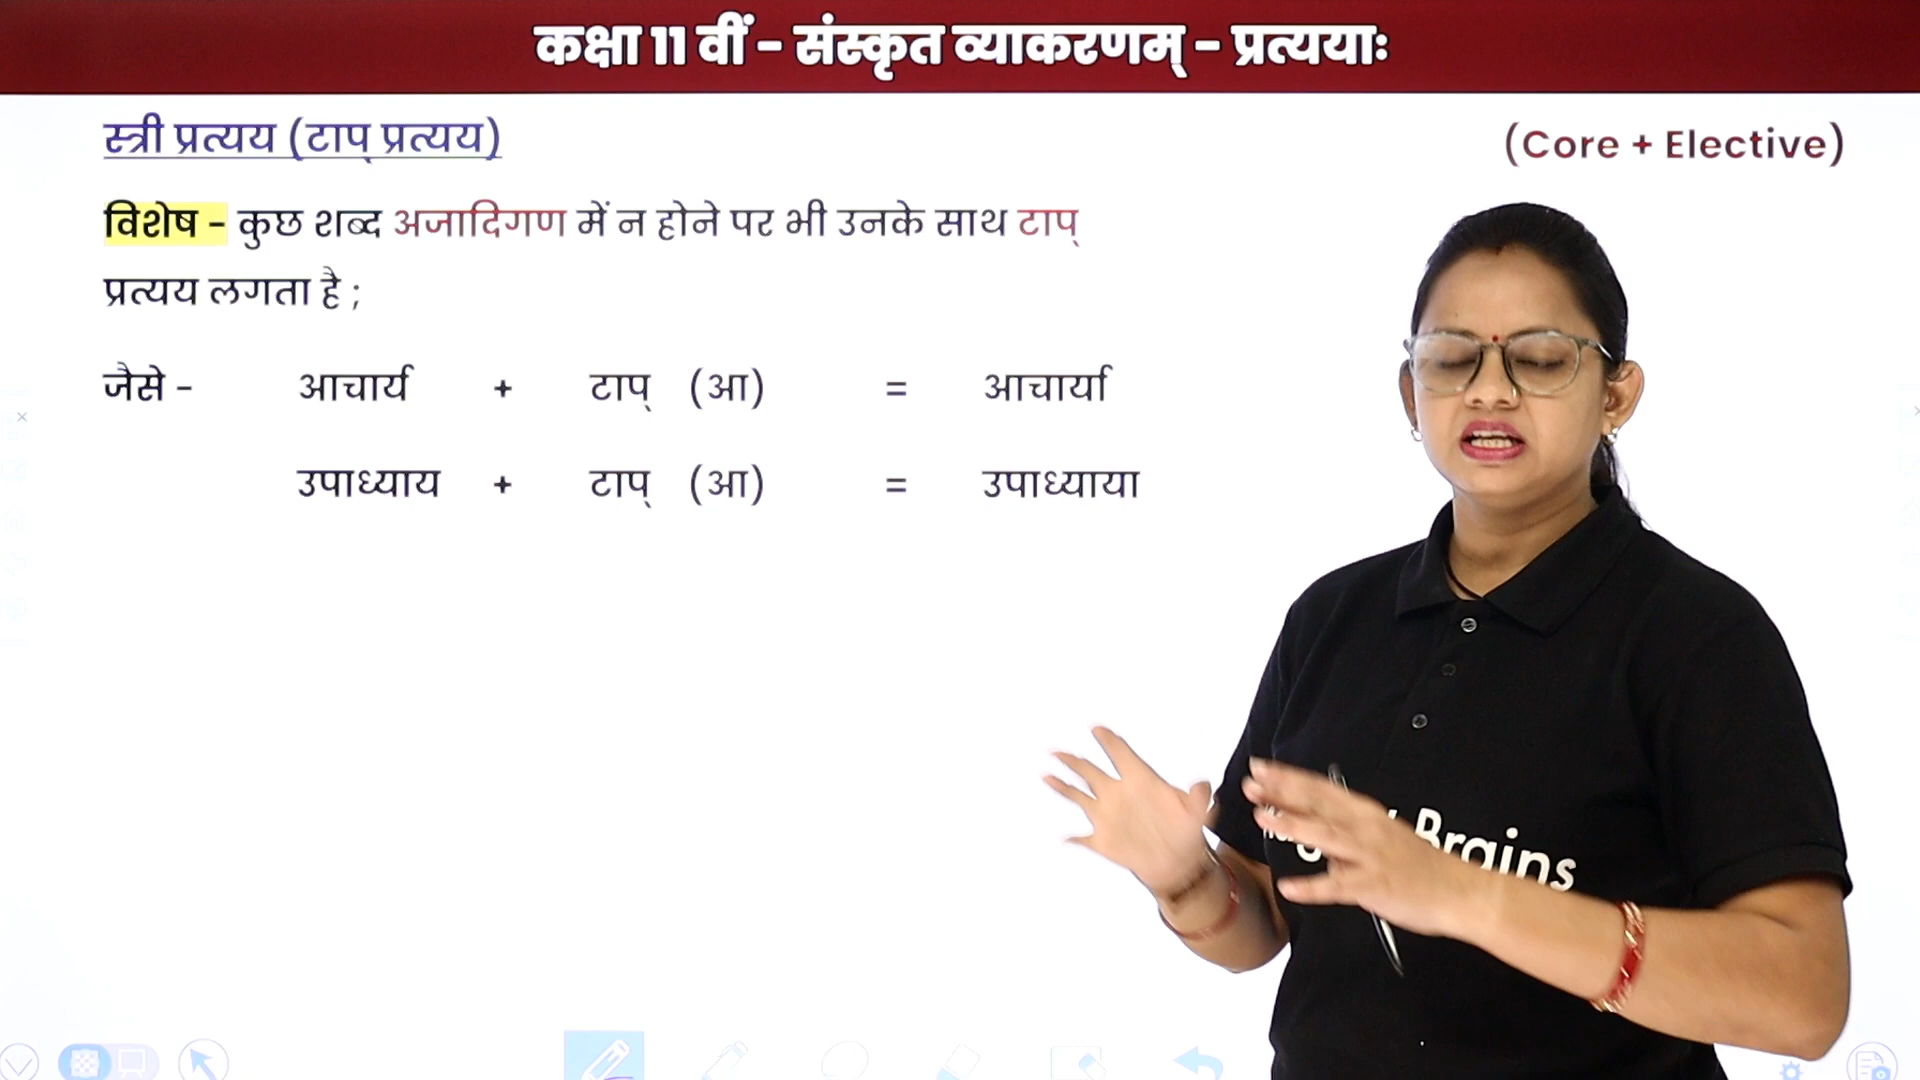 कक्षा 11 वीं - संस्कृत व्याकरणम् - प्रत्ययाः
स्त्री प्रत्यय (टाप् प्रत्यय)
(Core + Elective)
विशेष - कुछ शब्द अजादिगण में न होने पर भी उनके साथ टाप्
प्रत्यय लगता है ;
जैसे - आचार्य + टाप् (आ) = आचार्या
उपाध्याय + टाप् (आ) = उपाध्याया
Brains